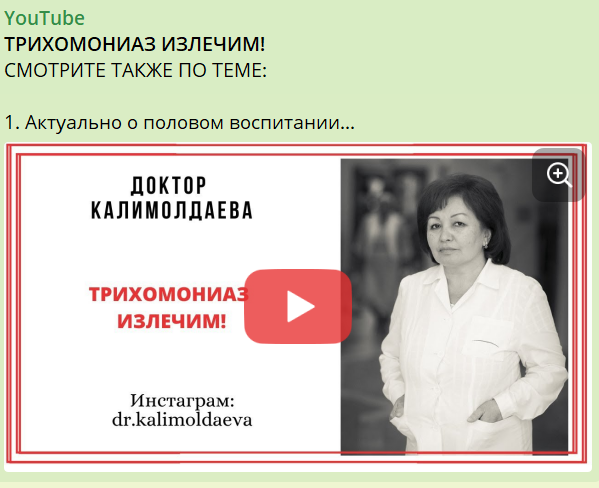 YouTube
ТРИХОМОНИАЗ ИЗЛЕЧИМ!
СМОТРИТЕ ТАКЖЕ ПО ТЕМЕ:
1. Актуально о половом воспитании...
ДОКТОР
КАЛИМОЛДАЕВА
ТРИХОМОНИАЗ
ИЗЛЕЧИМ!
Инстаграм:
dr.kalimoldaeva